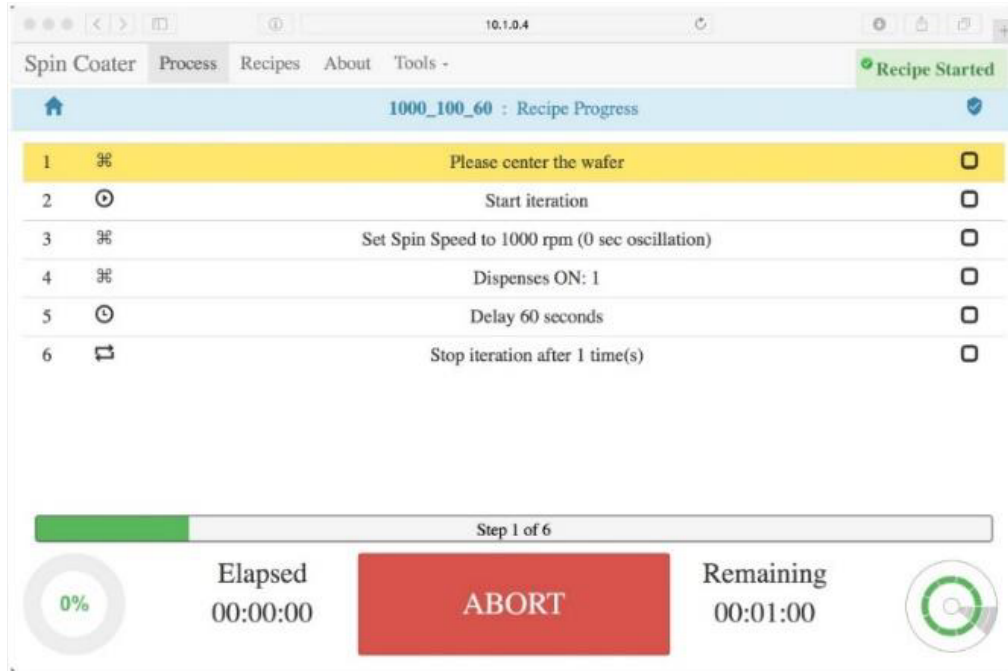 10.1.0.4
Spin Coater Process Recipes About Tools -
Recipe Started
1000_100_60 : Recipe Progress
1 ⌘ Please center the wafer
2 Start iteration
3 ⌘ Set Spin Speed to 1000 rpm (0 sec oscillation)
4 ⌘ Dispenses ON: 1
5 Delay 60 seconds
6 Stop iteration after 1 time(s)
Step 1 of 6
0%
Elapsed
00:00:00
ABORT
Remaining
00:01:00